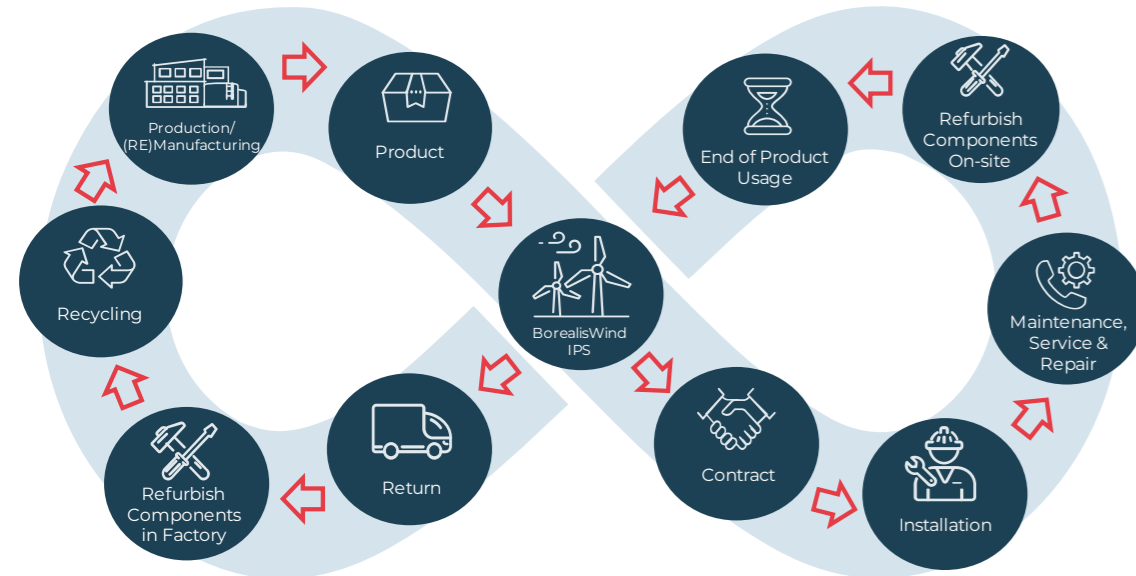 Production/
(RE)Manufacturing
Product
End of Product
Usage
Refurbish
Components
On-site
Recycling
BorealisWind
IPS
Maintenance,
Service &
Repair
Refurbish
Components
in Factory
Return
Contract
Installation